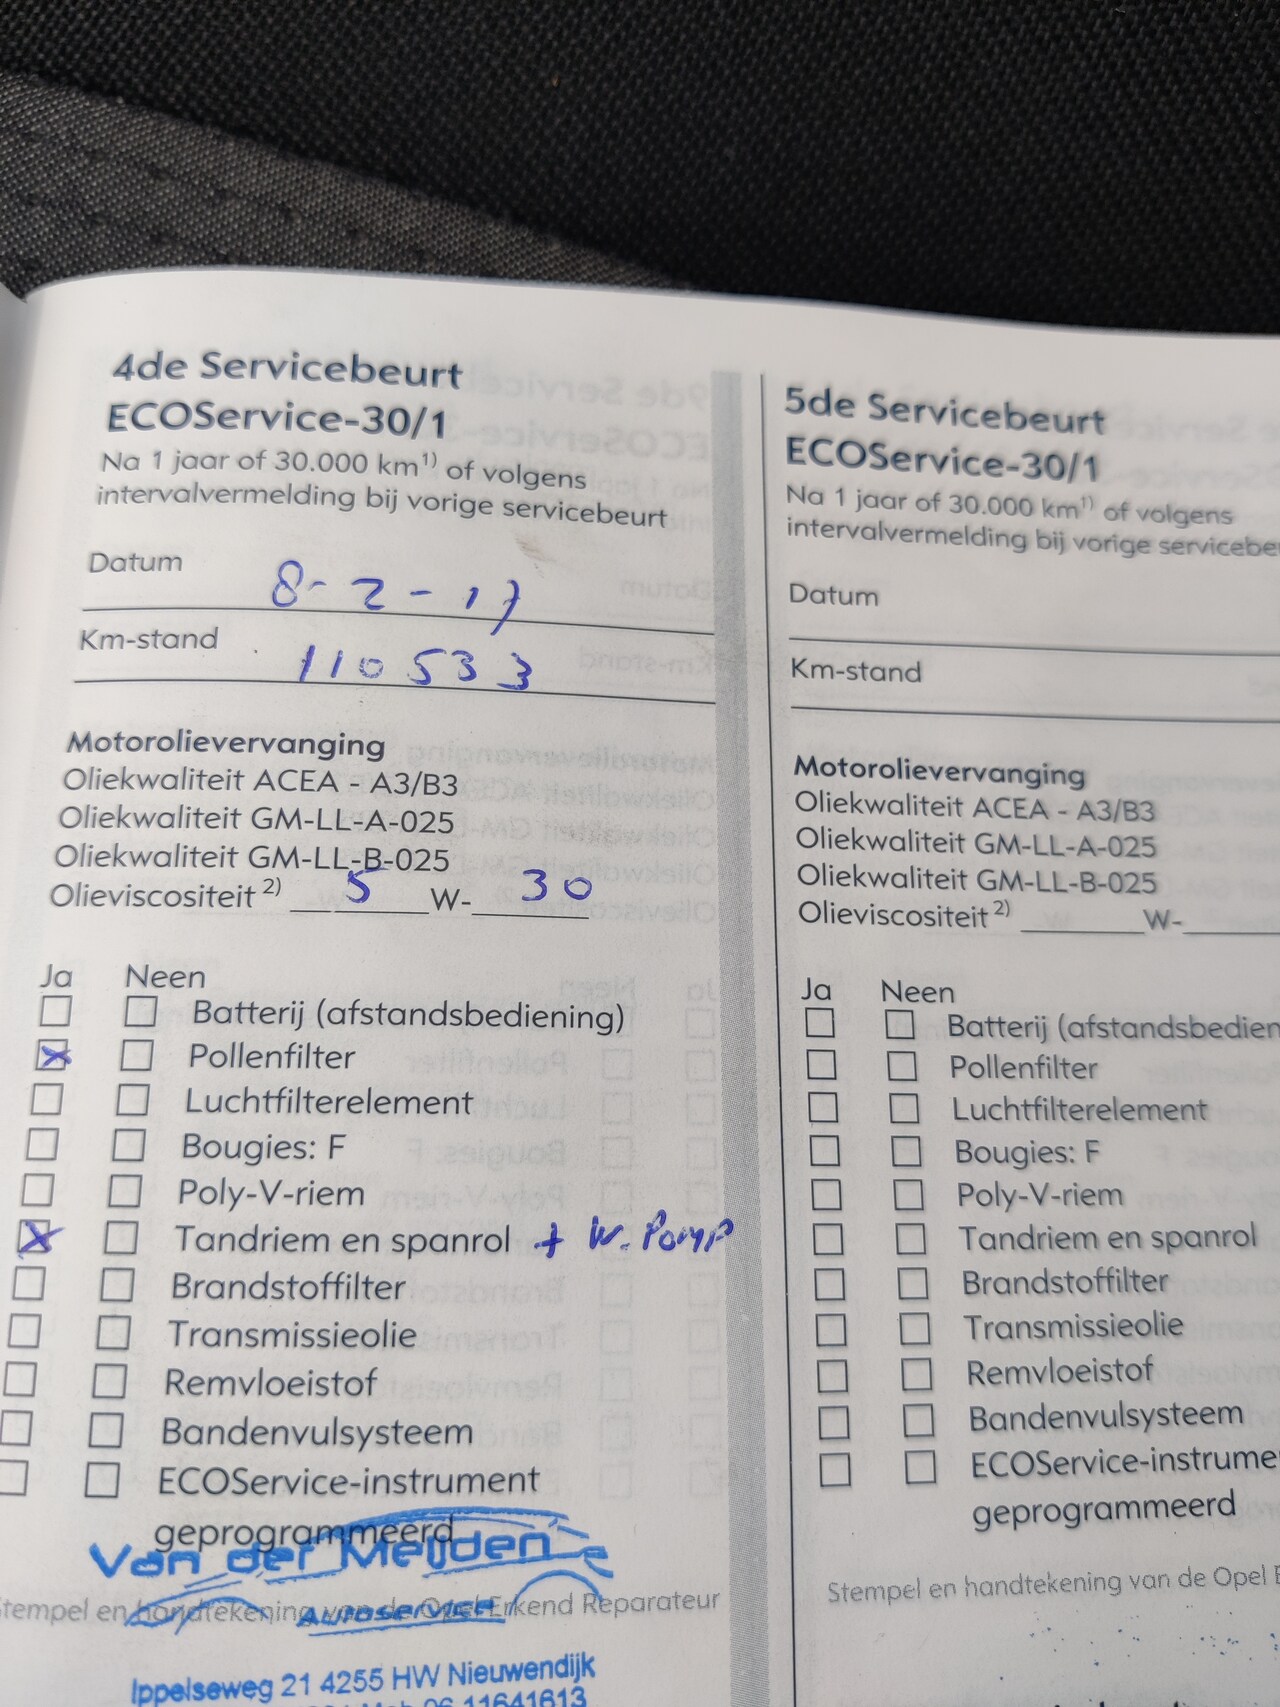 4de Servicebeurt
ECOService-30/1
Na 1 jaar of 30.000 km1) of volgens
intervalvermelding bij vorige servicebeurt
Datum 8-2-17
Km-stand 110533
Motorolievervanging
Oliekwaliteit ACEA - A3/B3
Oliekwaliteit GM-LL-A-025
Oliekwaliteit GM-LL-B-025
Olieviscositeit 2) 5 W- 30
Ja Neen
Batterij (afstandsbediening)
Pollenfilter
Luchtfilterelement
Bougies: F
Poly-V-riem
Tandriem en spanrol + W. Pomp
Brandstoffilter
Transmissieolie
Remvloeistof
Bandenvulsysteem
ECOService-instrument
geprogrammeerd
Van der Meijden
Stempel en handtekening van de Opel Erkend Reparateur
Autoservice
Ippelseweg 21 4255 HW Nieuwendijk
06 11641613
5de Servicebeurt
ECOService-30/1
Na 1 jaar of 30.000 km1) of volgens
intervalvermelding bij vorige servicebe
Datum
Km-stand
Motorolievervanging
Oliekwaliteit ACEA - A3/B3
Oliekwaliteit GM-LL-A-025
Oliekwaliteit GM-LL-B-025
Olieviscositeit 2) W-
Ja Neen
Batterij (afstandsbedien
Pollenfilter
Luchtfilterelement
Bougies: F
Poly-V-riem
Tandriem en spanrol
Brandstoffilter
Transmissieolie
Remvloeistof
Bandenvulsysteem
ECOService-instrume
geprogrammeerd
Stempel en handtekening van de Opel E